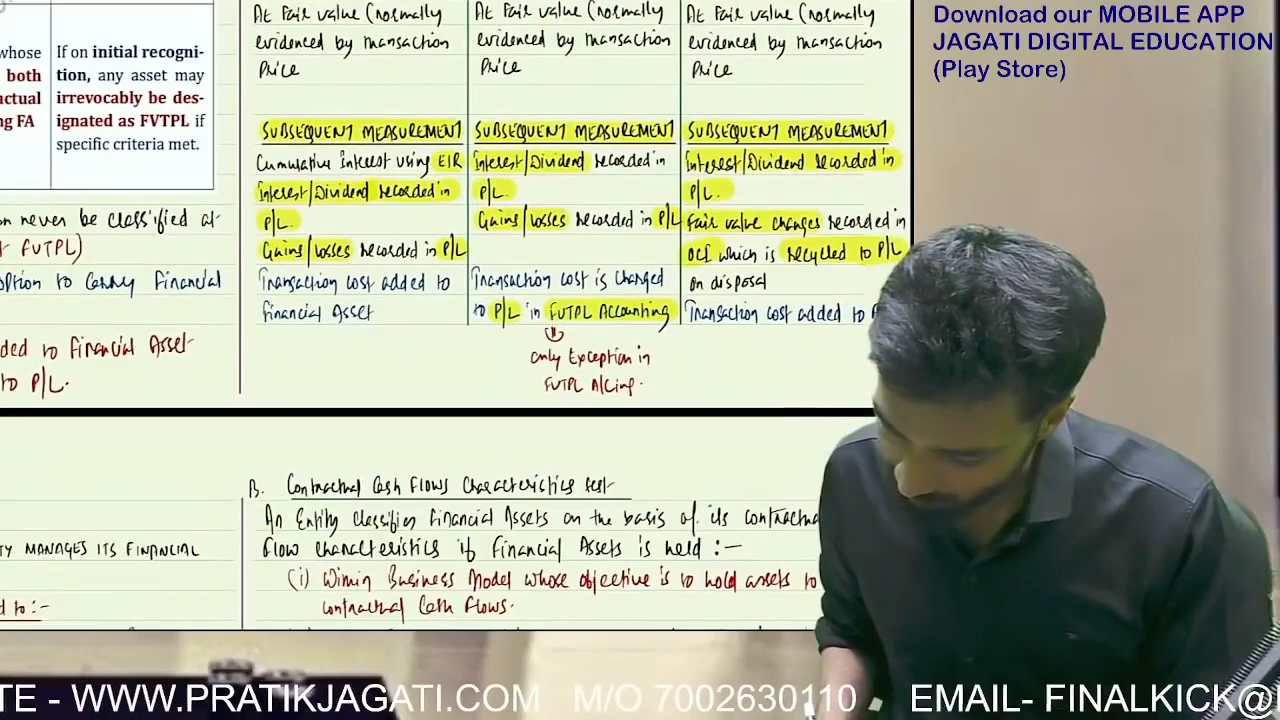 Download our MOBILE APP
JAGATI DIGITAL EDUCATION
(Play Store)
whose
both
ctual
ng FA
If on initial recogni-
tion, any asset may
irrevocably be des-
ignated as FVTPL if
specific criteria met.
on never be classified at
FVTPL)
option to carry Financial
ded to Financial Asset
to P/L.
At Fair value (normally
evidenced by transaction
Price
SUBSEQUENT MEASUREMENT
Cumulative Interest using EIR
Interest/Dividend recorded in
P/L.
Gains/Losses recorded in P/L
Transaction cost added to
Financial Asset
At Fair value (normally
evidenced by transaction
Price
SUBSEQUENT MEASUREMENT
Interest/Dividend recorded in
P/L.
Gains/Losses recorded in P/L
Transaction cost is charged
to P/L in FVTPL Accounting
only Exception in
FVTPL A/cing.
At Fair value (normally
evidenced by transaction
Price
SUBSEQUENT MEASUREMENT
Interest/Dividend recorded in
P/L.
Fair value changes recorded in
OCI which is recycled to P/L
on disposal
Transaction cost added to
TY MANAGES ITS FINANCIAL
d to:-
B. Contractual Cash Flows Characteristics test
An Entity classifies Financial Assets on the basis of its contractua
Flow characteristics if Financial Assets is held :-
(i) Within Business Model whose objective is to hold assets to
contractual Cash Flows.
TE - WWW.PRATIKJAGATI.COM M/O 7002630110 . EMAIL- FINALKICK@